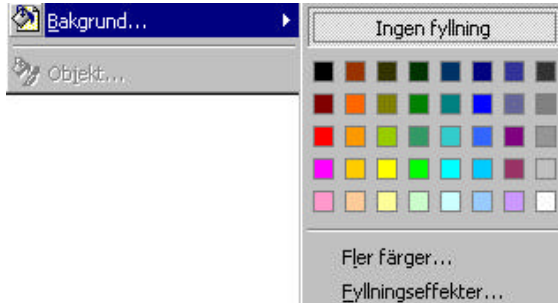 Bakgrund...
Objekt...
Ingen fyllning
Fler färger...
Fyllningseffekter...